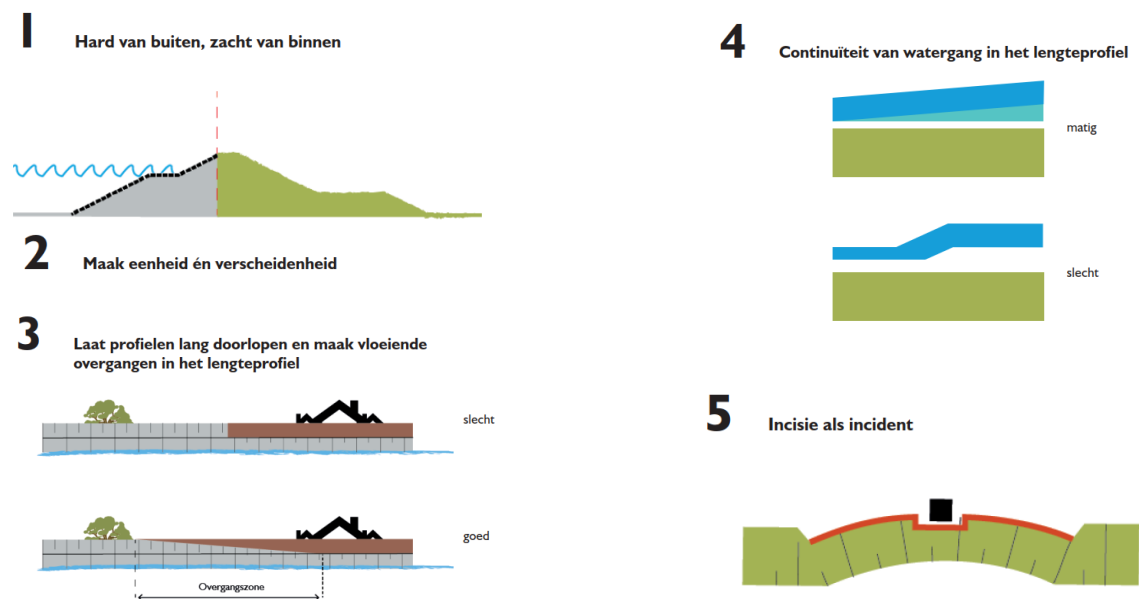 1
Hard van buiten, zacht van binnen
2
Maak eenheid én verscheidenheid
3
Laat profielen lang doorlopen en maak vloeiende
overgangen in het lengteprofiel
slecht
goed
Overgangszone
4
Continuïteit van watergang in het lengteprofiel
matig
slecht
5
Incisie als incident